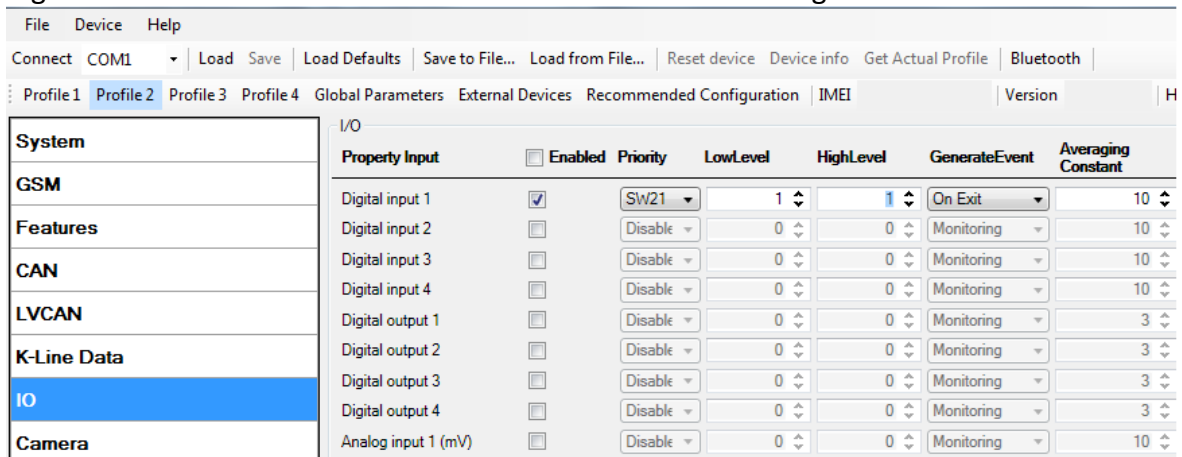 File Device Help
Connect COM1 Load Save Load Defaults Save to File... Load from File... Reset device Device info Get Actual Profile Bluetooth
Profile 1 Profile 2 Profile 3 Profile 4 Global Parameters External Devices Recommended Configuration IMEI Version H
System
GSM
Features
CAN
LVCAN
K-Line Data
IO
Camera
I/O
Property Input Enabled Priority LowLevel HighLevel GenerateEvent Averaging Constant
Digital input 1 SW21 1 1 On Exit 10
Digital input 2 Disable 0 0 Monitoring 10
Digital input 3 Disable 0 0 Monitoring 10
Digital input 4 Disable 0 0 Monitoring 10
Digital output 1 Disable 0 0 Monitoring 3
Digital output 2 Disable 0 0 Monitoring 3
Digital output 3 Disable 0 0 Monitoring 3
Digital output 4 Disable 0 0 Monitoring 3
Analog input 1 (mV) Disable 0 0 Monitoring 10